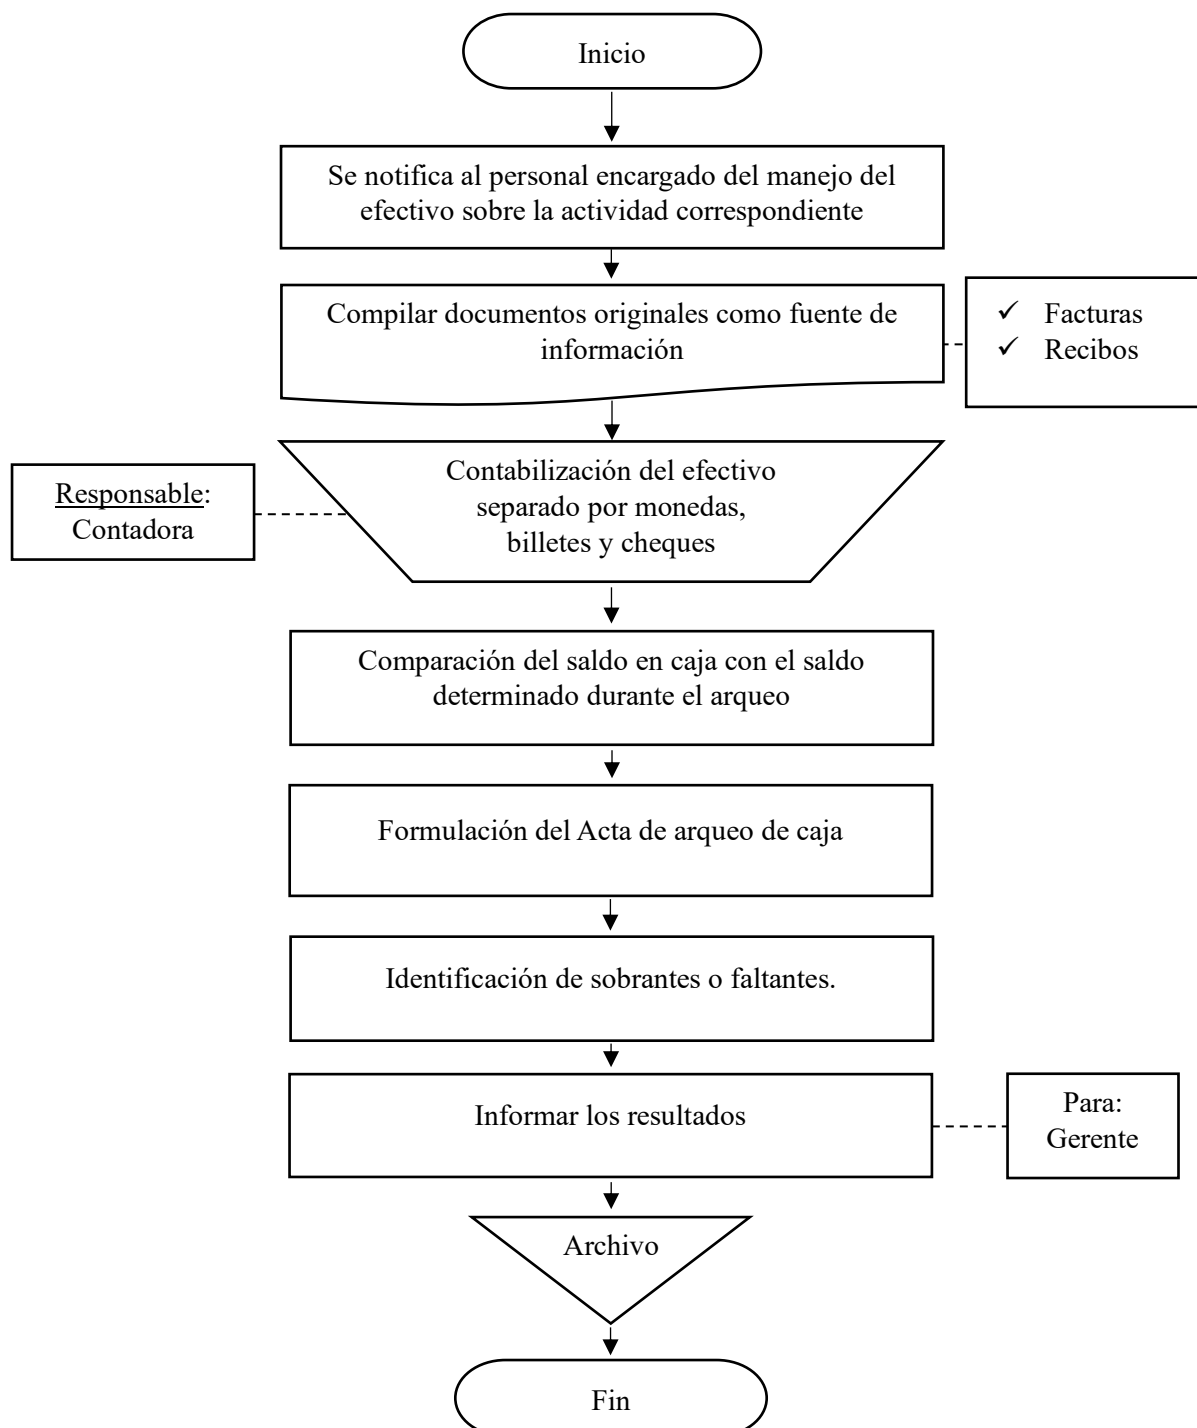 Inicio
Se notifica al personal encargado del manejo del
efectivo sobre la actividad correspondiente
Compilar documentos originales como fuente de
información
✓ Facturas
✓ Recibos
Contabilización del efectivo
separado por monedas,
billetes y cheques
Responsable:
Contadora
Comparación del saldo en caja con el saldo
determinado durante el arqueo
Formulación del Acta de arqueo de caja
Identificación de sobrantes o faltantes.
Informar los resultados
Para:
Gerente
Archivo
Fin